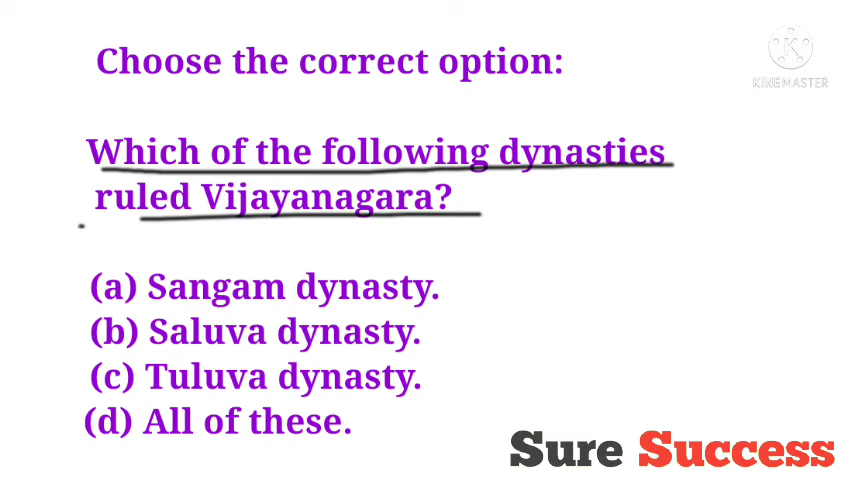 Choose the correct option:
KINEMASTER
Which of the following dynasties
ruled Vijayanagara?
(a) Sangam dynasty.
(b) Saluva dynasty.
(c) Tuluva dynasty.
(d) All of these.
Sure Success